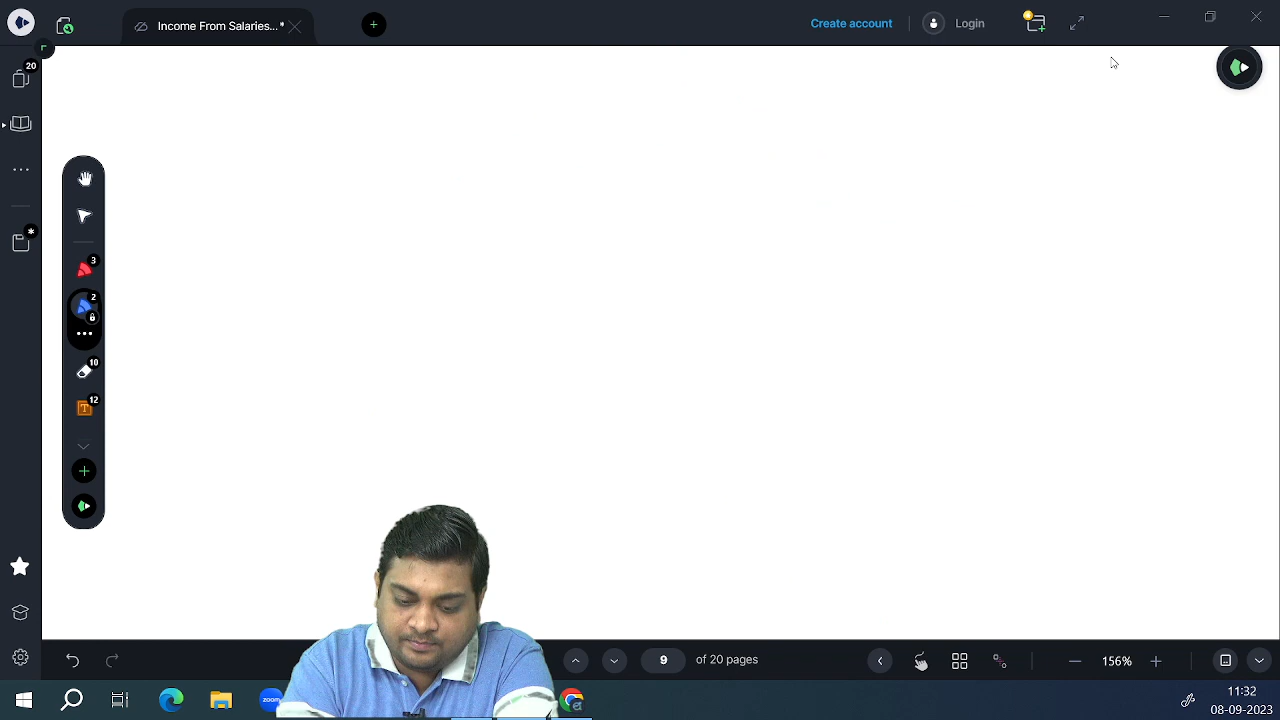 Income From Salaries...*
Create account
Login
20
*
3
2
10
T
12
9
of 20 pages
156%
zoom
11:32
08-09-2023